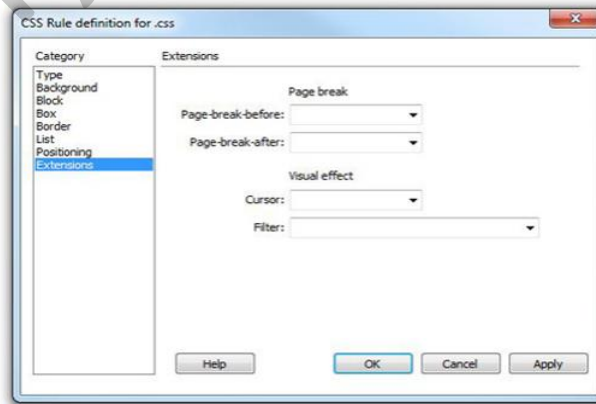 CSS Rule definition for .css
Category
Extensions
Type
Background
Block
Box
Border
List
Positioning
Extensions
Page break
Page-break-before:
Page-break-after:
Visual effect
Cursor:
Filter:
Help
OK
Cancel
Apply